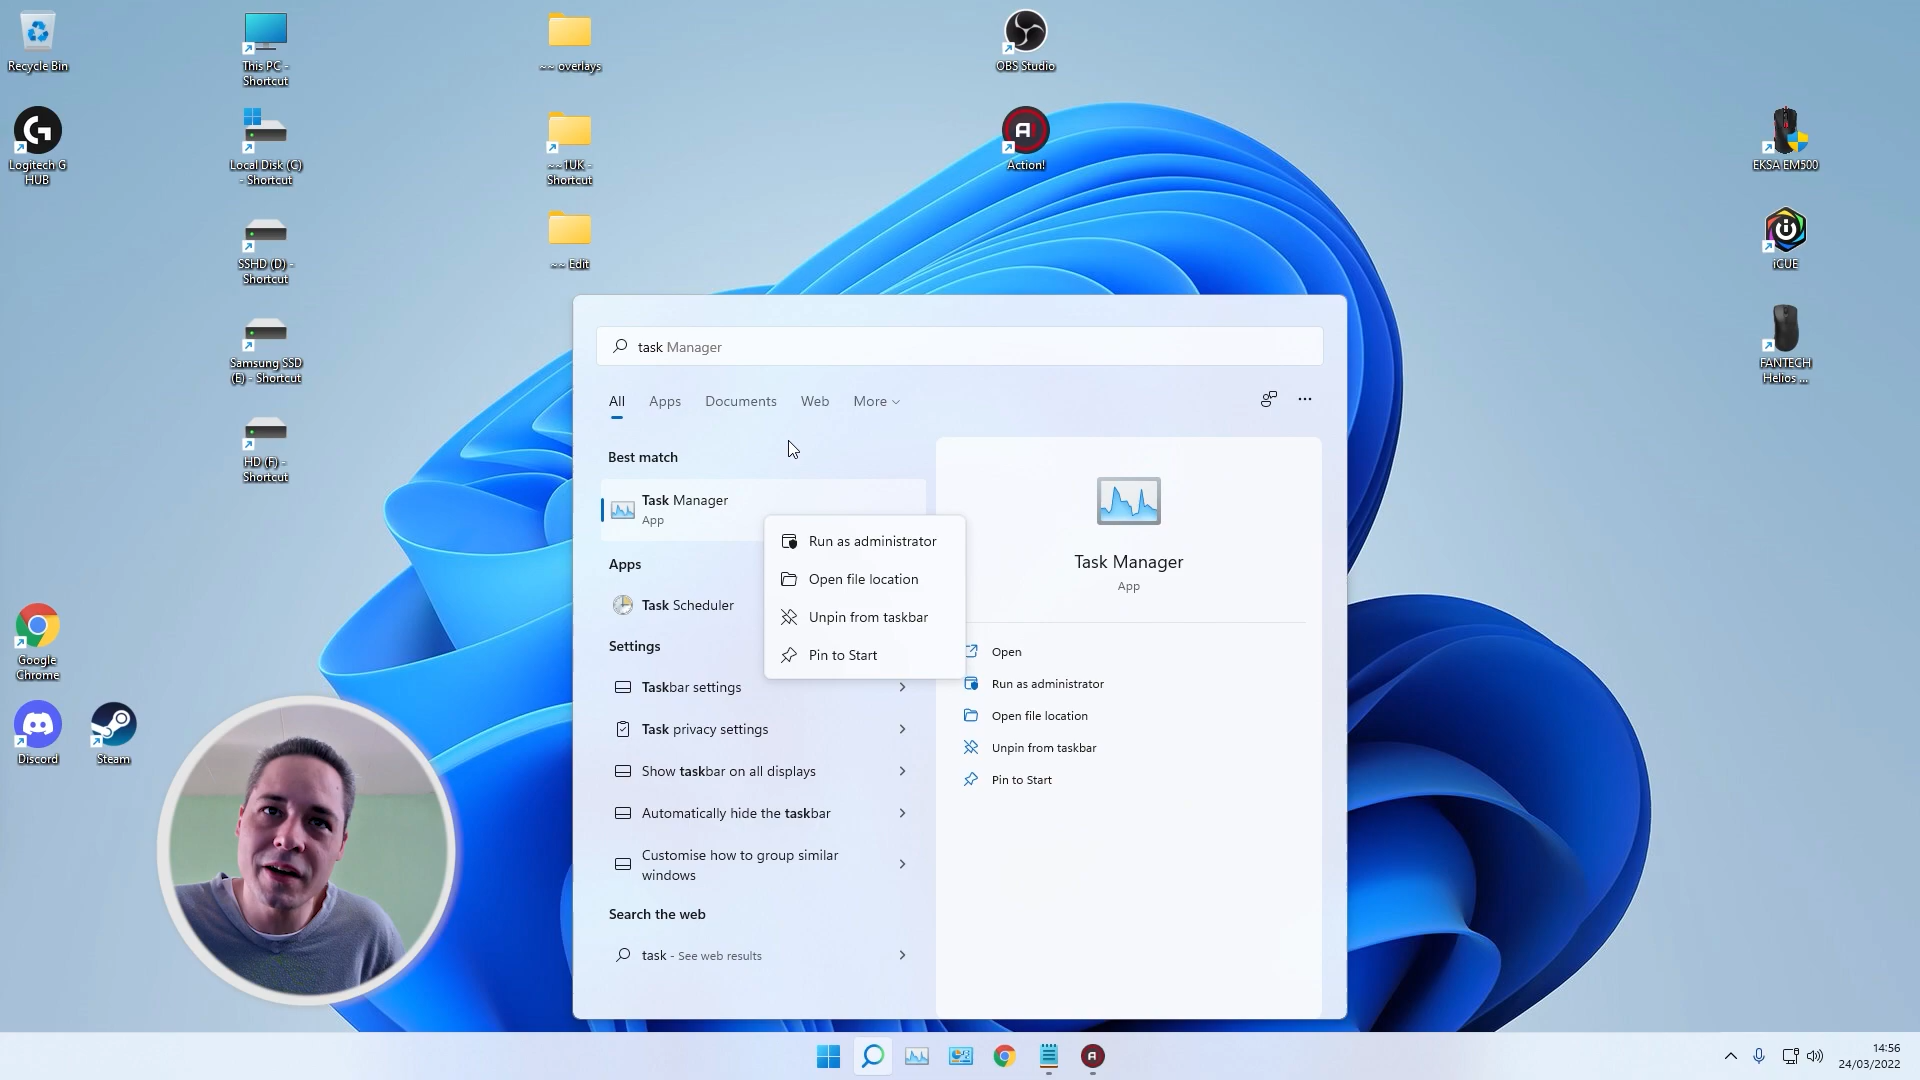 Recycle Bin
This PC -
Shortcut
~~ overlays
OBS Studio
Logitech G
HUB
Local Disk (C)
- Shortcut
~~1UK -
Shortcut
Action!
EKSA EM500
SSHD (D) -
Shortcut
~~ Edit
iCUE
Samsung SSD
(E) - Shortcut
FANTECH
Helios ...
HD (F) -
Shortcut
Google
Chrome
Discord
Steam
task Manager
All
Apps
Documents
Web
More
Best match
Task Manager
App
Apps
Task Scheduler
Settings
Taskbar settings
Task privacy settings
Show taskbar on all displays
Automatically hide the taskbar
Customise how to group similar
windows
Search the web
task - See web results
Run as administrator
Open file location
Unpin from taskbar
Pin to Start
Task Manager
App
Open
Run as administrator
Open file location
Unpin from taskbar
Pin to Start
14:56
24/03/2022